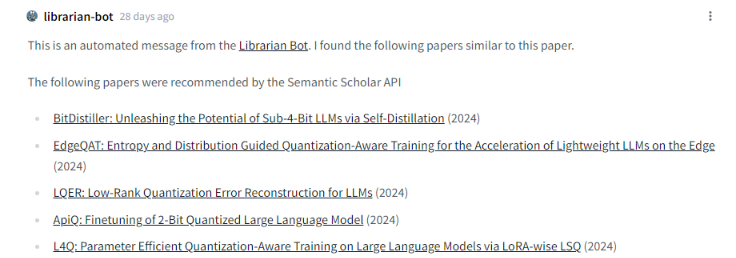 librarian-bot 28 days ago
This is an automated message from the Librarian Bot. I found the following papers similar to this paper.
The following papers were recommended by the Semantic Scholar API
BitDistiller: Unleashing the Potential of Sub-4-Bit LLMs via Self-Distillation (2024)
EdgeQAT: Entropy and Distribution Guided Quantization-Aware Training for the Acceleration of Lightweight LLMs on the Edge
(2024)
LQER: Low-Rank Quantization Error Reconstruction for LLMs (2024)
ApiQ: Finetuning of 2-Bit Quantized Large Language Model (2024)
L4Q: Parameter Efficient Quantization-Aware Training on Large Language Models via LoRA-wise LSQ (2024)